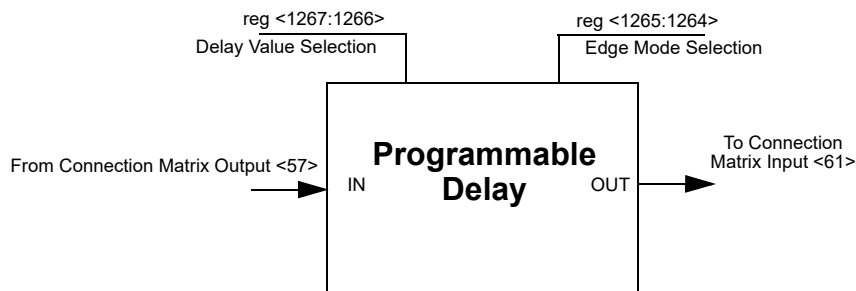 reg <1267:1266>
Delay Value Selection
reg <1265:1264>
Edge Mode Selection
From Connection Matrix Output <57>
IN
Programmable
Delay
OUT
To Connection
Matrix Input <61>